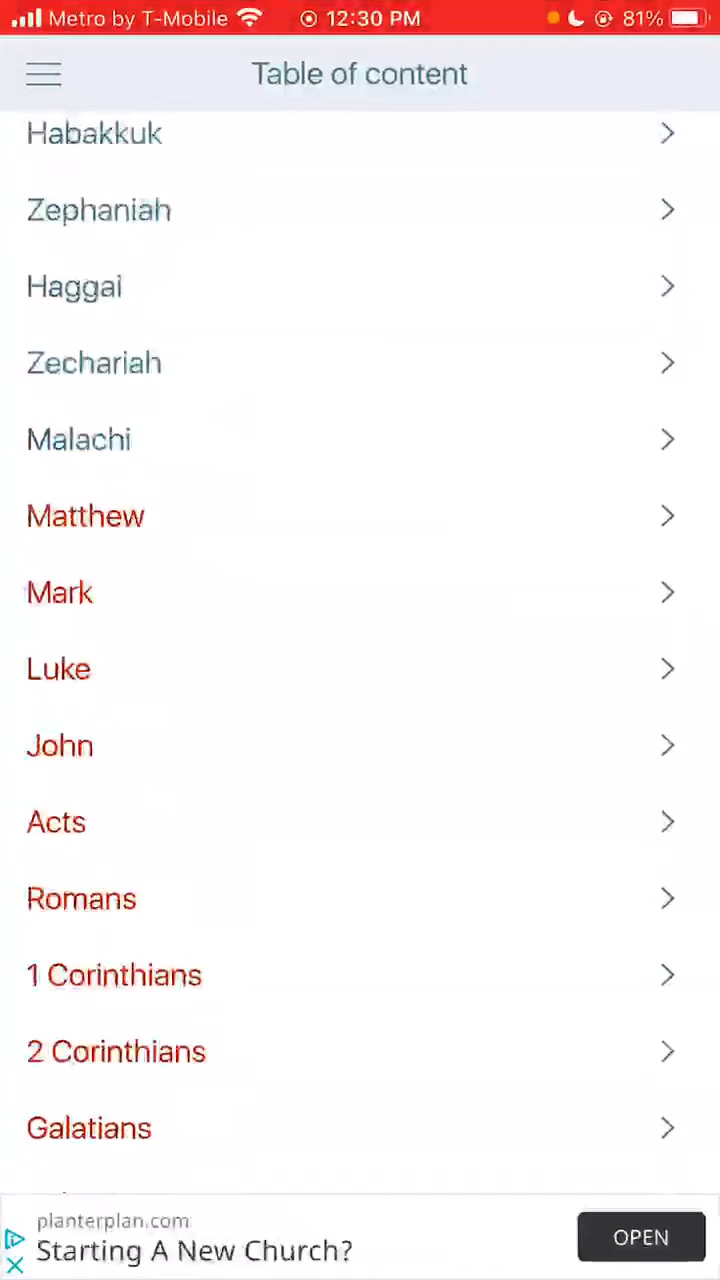 Metro by T-Mobile 12:30 PM 81%
Table of content
Habakkuk
Zephaniah
Haggai
Zechariah
Malachi
Matthew
Mark
Luke
John
Acts
Romans
1 Corinthians
2 Corinthians
Galatians
planterplan.com
Starting A New Church?
OPEN